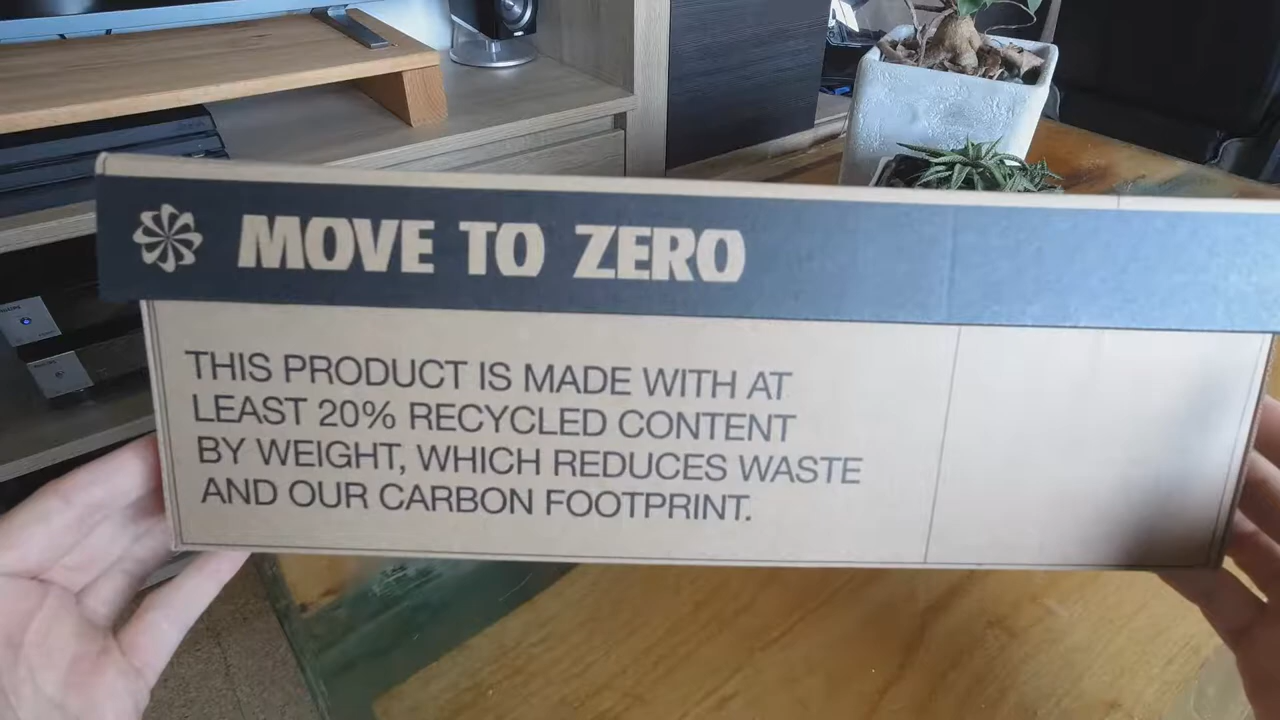 MOVE TO ZERO
THIS PRODUCT IS MADE WITH AT
LEAST 20% RECYCLED CONTENT
BY WEIGHT, WHICH REDUCES WASTE
AND OUR CARBON FOOTPRINT.